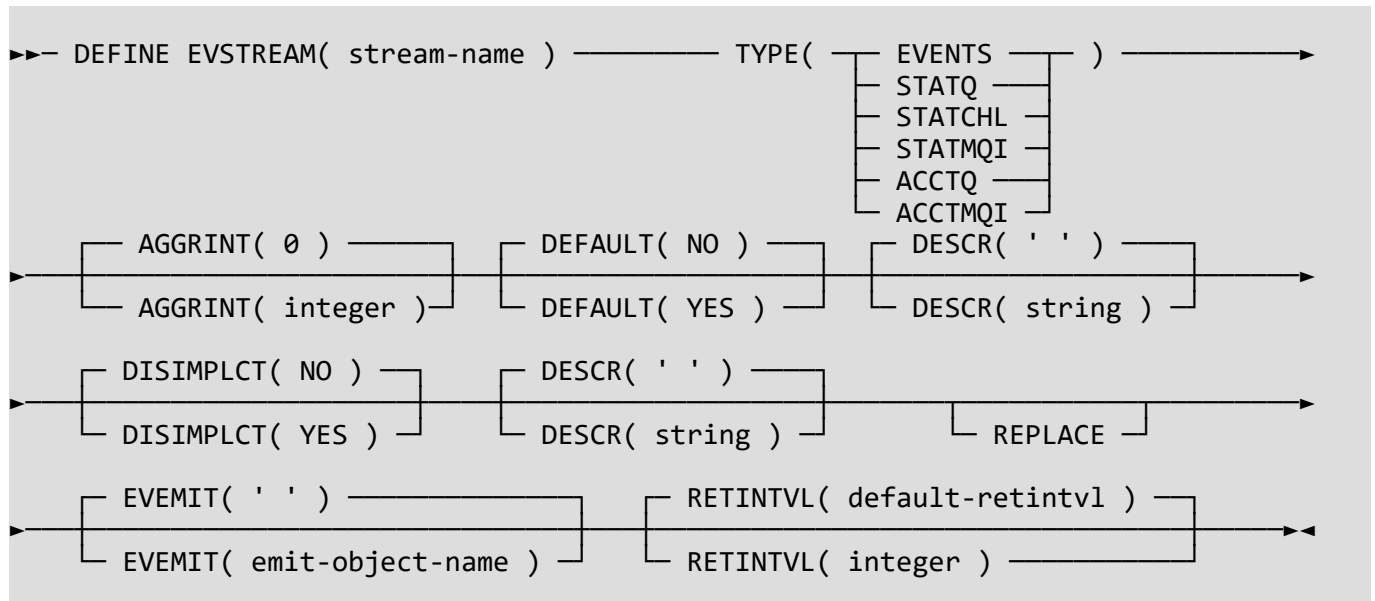 DEFINE EVSTREAM( stream-name ) TYPE( EVENTS )
STATQ
STATCHL
STATMQI
ACCTQ
ACCTMQI
AGGRINT( 0 ) DEFAULT( NO ) DESCR( ' ' )
AGGRINT( integer ) DEFAULT( YES ) DESCR( string )
DISIMPLCT( NO ) DESCR( ' ' )
DISIMPLCT( YES ) DESCR( string ) REPLACE
EVEMIT( ' ' ) RETINTVL( default-retintvl )
EVEMIT( emit-object-name ) RETINTVL( integer )